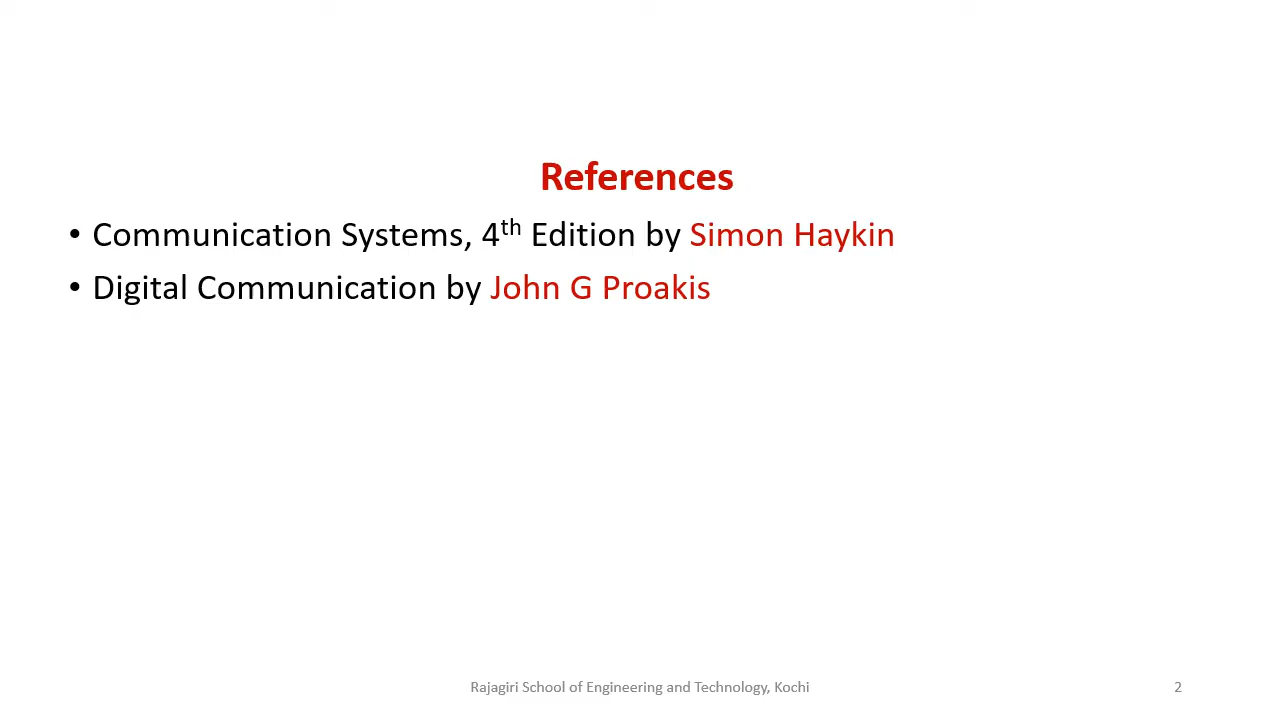 References
• Communication Systems, 4th Edition by Simon Haykin
• Digital Communication by John G Proakis
Rajagiri School of Engineering and Technology, Kochi
2